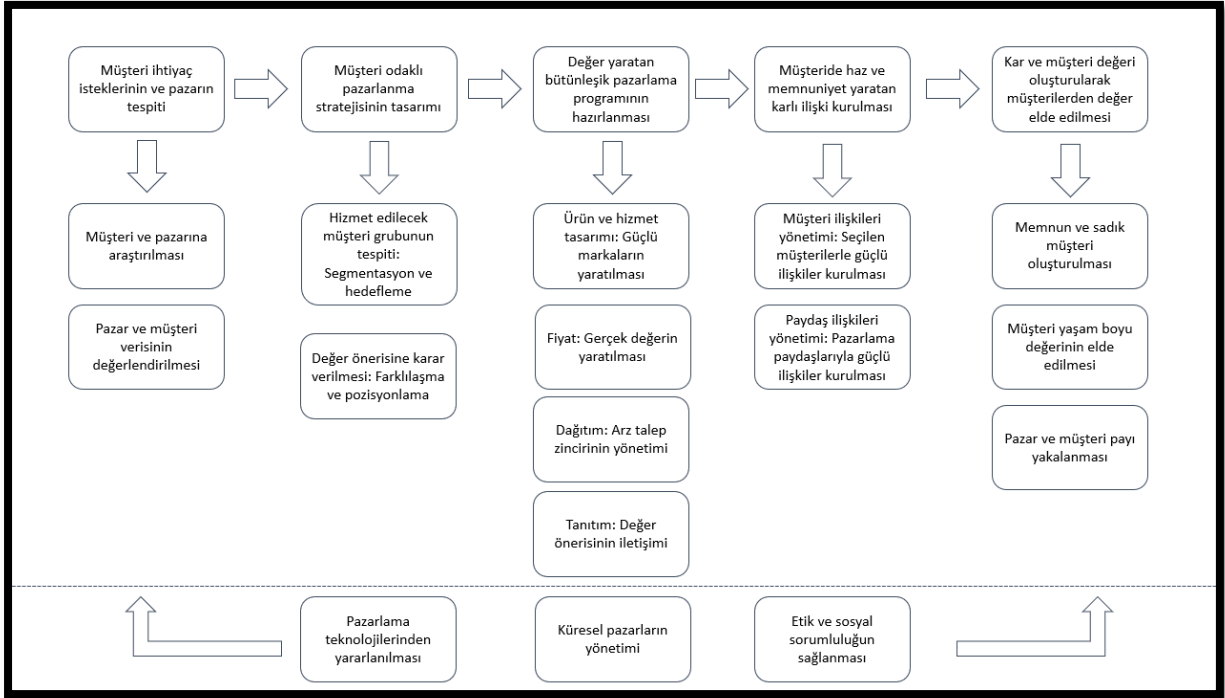 Müşteri ihtiyaç
isteklerinin ve pazarın
tespiti
Müşteri odaklı
pazarlanma
stratejisinin tasarımı
Değer yaratan
bütünleşik pazarlama
programının
hazırlanması
Müşteride haz ve
memnuniyet yaratan
karlı ilişki kurulması
Kar ve müşteri değeri
oluşturularak
müşterilerden değer
elde edilmesi
Müşteri ve pazarına
araştırılması
Pazar ve müşteri
verisinin
değerlendirilmesi
Hizmet edilecek
müşteri grubunun
tespiti:
Segmentasyon ve
hedefleme
Değer önerisine karar
verilmesi: Farklılaşma
ve pozisyonlama
Ürün ve hizmet
tasarımı: Güçlü
markaların
yaratılması
Fiyat: Gerçek değerin
yaratılması
Dağıtım: Arz talep
zincirinin yönetimi
Tanıtım: Değer
önerisinin iletişimi
Müşteri ilişkileri
yönetimi: Seçilen
müşterilerle güçlü
ilişkiler kurulması
Paydaş ilişkileri
yönetimi: Pazarlama
paydaşlarıyla güçlü
ilişkiler kurulması
Memnun ve sadık
müşteri
oluşturulması
Müşteri yaşam boyu
değerinin elde
edilmesi
Pazar ve müşteri payı
yakalanması
Pazarlama
teknolojilerinden
yararlanılması
Küresel pazarların
yönetimi
Etik ve sosyal
sorumluluğun
sağlanması